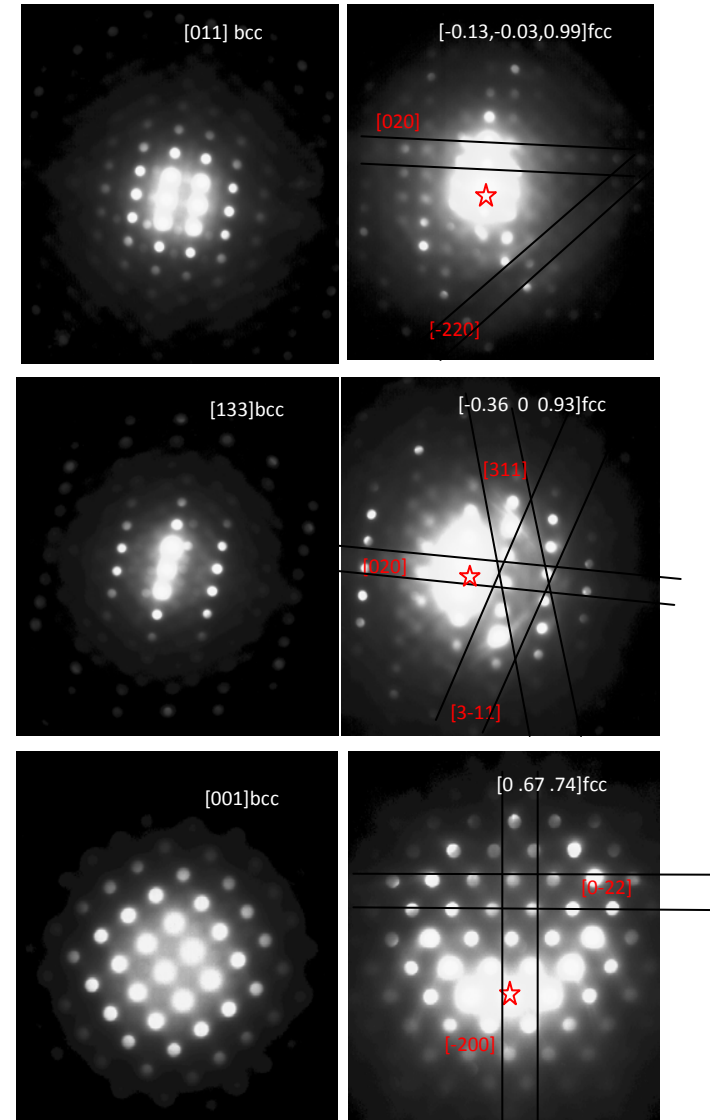 [011] bcc
[-0.13,-0.03,0.99]fcc
[020]
[-220]
[133]bcc
[-0.36 0 0.93]fcc
[311]
[020]
[3-11]
[001]bcc
[0 .67 .74]fcc
[0-22]
[-200]